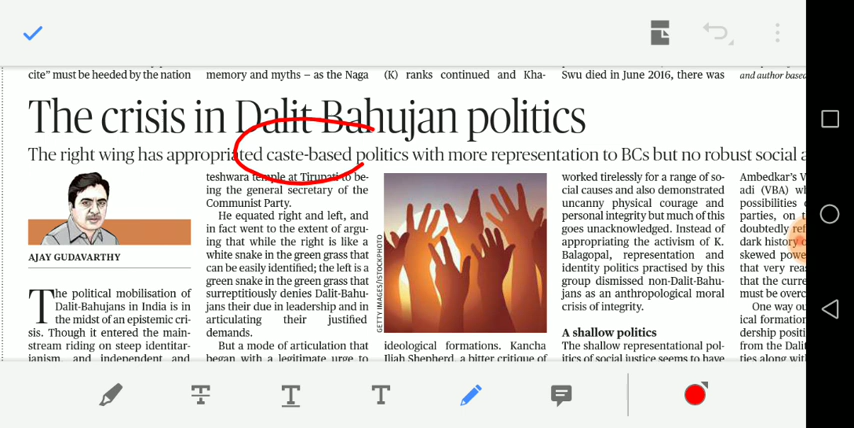 cite” must be heeded by the nation
memory and myths – as the Naga
(K) ranks continued and Kha-
Swu died in June 2016, there was
and author based
The crisis in Dalit Bahujan politics
The right wing has appropriated caste-based politics with more representation to BCs but no robust social a
AJAY GUDAVARTHY
The political mobilisation of
Dalit-Bahujans in India is in
the midst of an epistemic cri-
sis. Though it entered the main-
stream riding on steep identitar-
ianism, and independent and
teshwara temple at Tirupati to be-
ing the general secretary of the
Communist Party.
He equated right and left, and
in fact went to the extent of argu-
ing that while the right is like a
white snake in the green grass that
can be easily identified; the left is a
green snake in the green grass that
surreptitiously denies Dalit-Bahu-
jans their due in leadership and in
articulating their justified
demands.
But a mode of articulation that
began with a legitimate urge to
GETTY IMAGES/ISTOCKPHOTO
ideological formations. Kancha
Iliah Shepherd, a bitter critique of
worked tirelessly for a range of so-
cial causes and also demonstrated
uncanny physical courage and
personal integrity but much of this
goes unacknowledged. Instead of
appropriating the activism of K.
Balagopal, representation and
identity politics practised by this
group dismissed non-Dalit-Bahu-
jans as an anthropological moral
crisis of integrity.
A shallow politics
The shallow representational pol-
itics of social justice seems to have
Ambedkar's V
adi (VBA) wh
possibilities
parties, on t
doubtedly ref
dark history
skewed powe
that very reas
that the curre
must be overc
One way ou
ical formation
dership positi
from the Dalit
ties along with
T
T
T